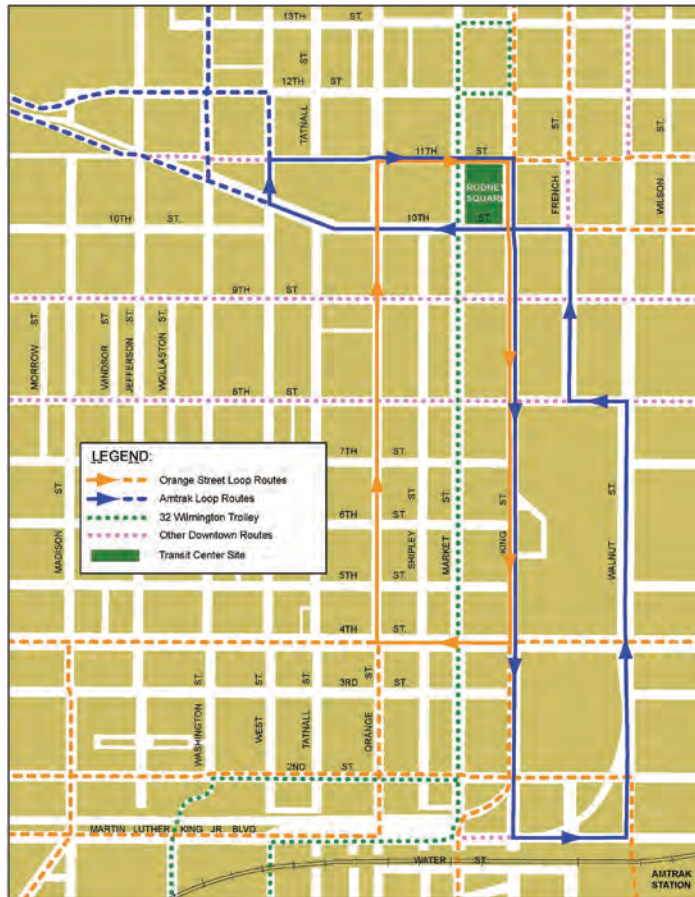 13TH ST.
ST.
12TH ST.
TATNALL
11TH ST.
ST.
RODNEY
SQUARE
FRENCH
ST.
WILSON
10TH ST.
10TH ST.
9TH ST.
MORROW ST.
WINDSOR ST.
JEFFERSON ST.
WOLLASTON ST.
8TH ST.
LEGEND:
Orange Street Loop Routes
Amtrak Loop Routes
32 Wilmington Trolley
Other Downtown Routes
Transit Center Site
7TH ST.
6TH ST.
5TH ST.
4TH ST.
MADISON ST.
SHIPLEY ST.
MARKET ST.
KING ST.
WALNUT ST.
3RD ST.
WASHINGTON ST.
WEST ST.
TATNALL ST.
ORANGE ST.
2ND ST.
MARTIN LUTHER KING JR BLVD
WATER ST
AMTRAK
STATION